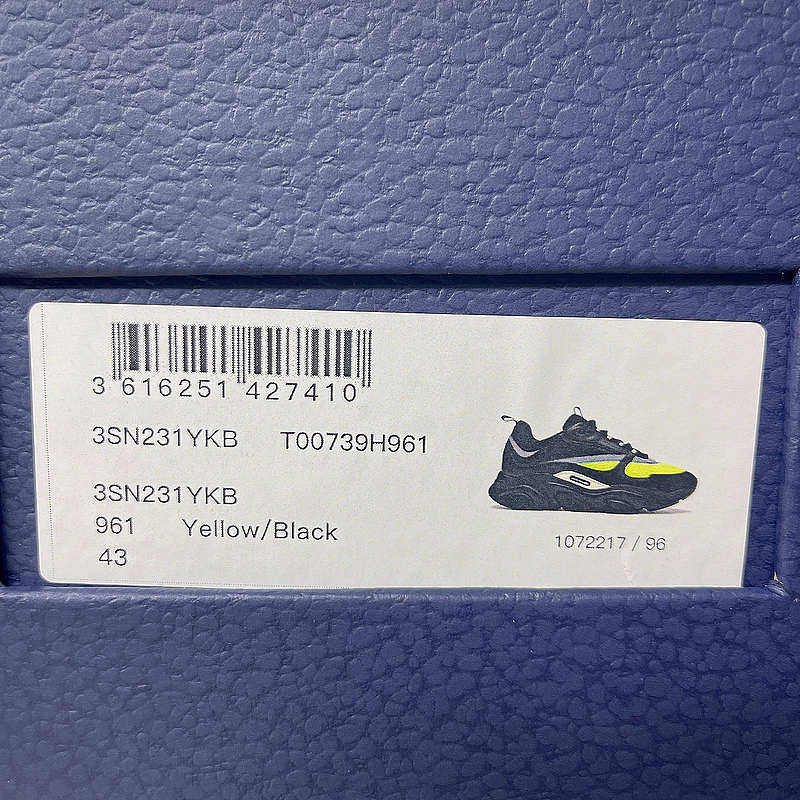 3 616251 427410
3SN231YKB T00739H961
3SN231YKB
961 Yellow/Black
43
1072217 / 96